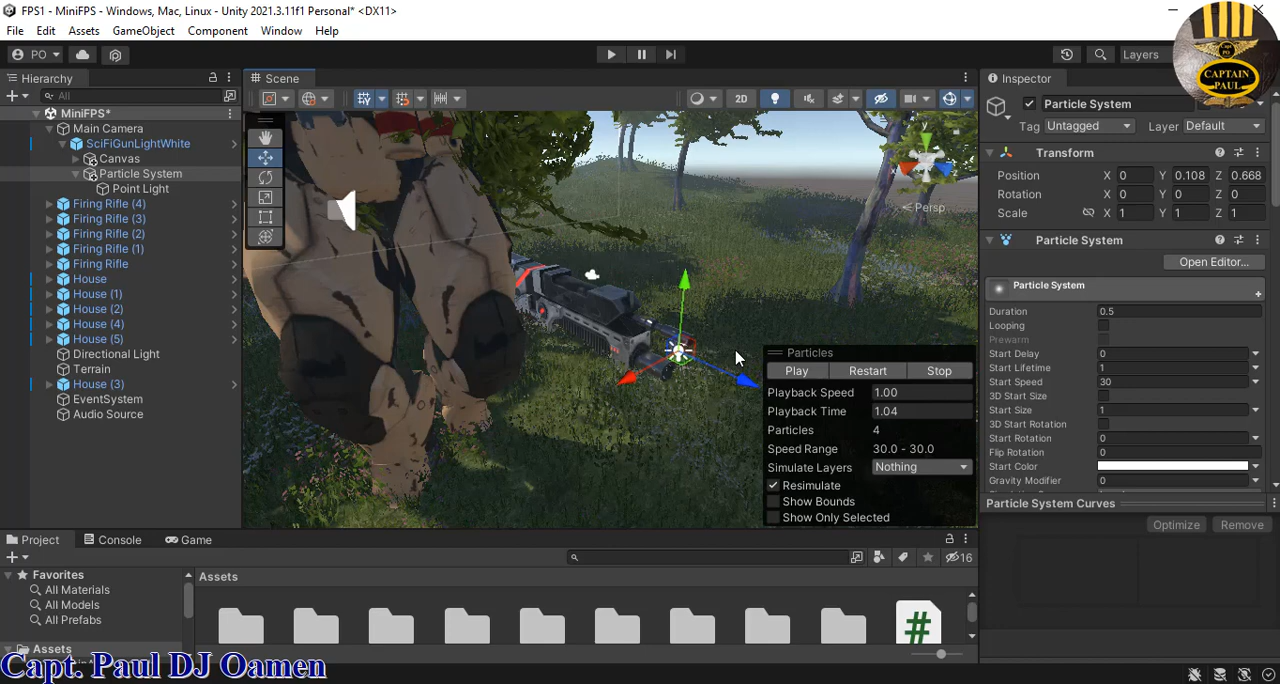 FPS1 - MiniFPS - Windows, Mac, Linux - Unity 2021.3.11f1 Personal* <DX11>
File Edit Assets GameObject Component Window Help
PO Layers
CAPTAIN PAUL
Hierarchy
All
MiniFPS*
Main Camera
SciFiGunLightWhite
Canvas
Particle System
Point Light
Firing Rifle (4)
Firing Rifle (3)
Firing Rifle (2)
Firing Rifle (1)
Firing Rifle
House
House (1)
House (2)
House (4)
House (5)
Directional Light
Terrain
House (3)
EventSystem
Audio Source
Scene
2D
Persp
Particles
Play Restart Stop
Playback Speed 1.00
Playback Time 1.04
Particles 4
Speed Range 30.0 - 30.0
Simulate Layers Nothing
Resimulate
Show Bounds
Show Only Selected
Inspector
Particle System
Tag Untagged Layer Default
Transform
Position X 0 Y 0.108 Z 0.668
Rotation X 0 Y 0 Z 0
Scale X 1 Y 1 Z 1
Particle System
Open Editor...
Particle System
Duration 0.5
Looping
Prewarm
Start Delay 0
Start Lifetime 1
Start Speed 30
3D Start Size
Start Size 1
3D Start Rotation
Start Rotation 0
Flip Rotation 0
Start Color
Gravity Modifier 0
Particle System Curves
Optimize Remove
Project Console Game
16
Favorites
All Materials
All Models
All Prefabs
Assets
Assets
#
Capt. Paul DJ Oamen